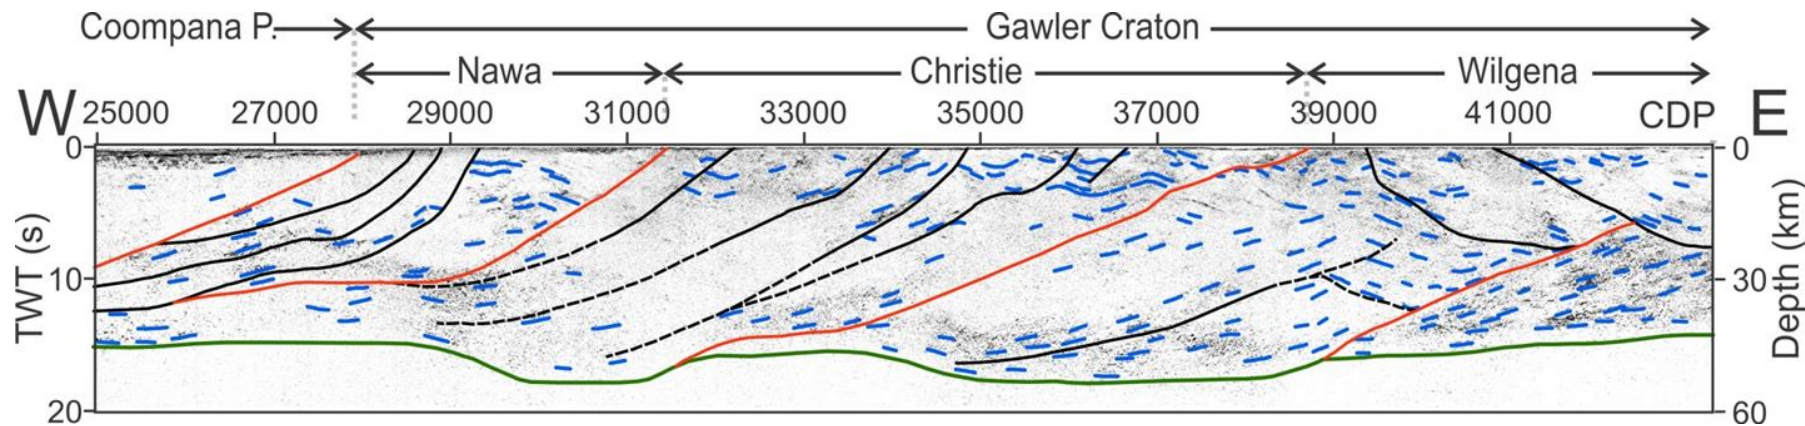 Coompana P. Gawler Craton
Nawa Christie Wilgena
W 25000 27000 29000 31000 33000 35000 37000 39000 41000 CDP E
0 0
TWT (s)
10 30
Depth (km)
20 60